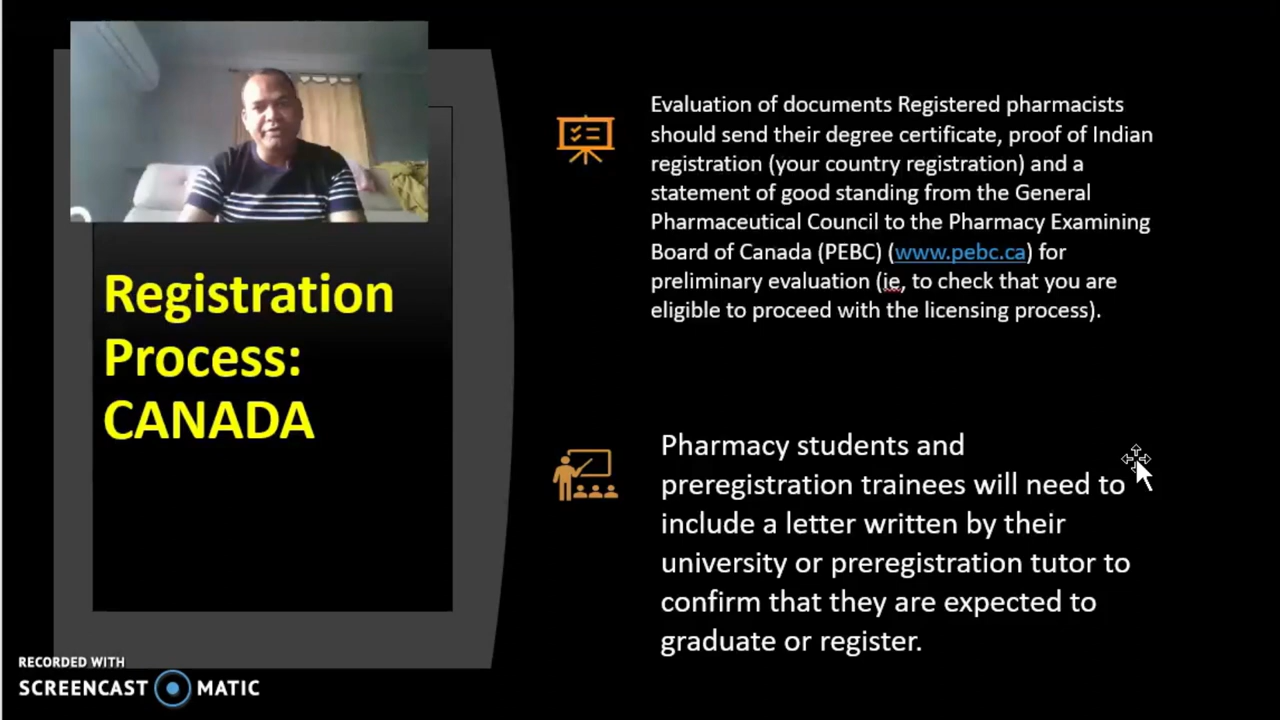 Registration
Process:
CANADA
Evaluation of documents Registered pharmacists
should send their degree certificate, proof of Indian
registration (your country registration) and a
statement of good standing from the General
Pharmaceutical Council to the Pharmacy Examining
Board of Canada (PEBC) (www.pebc.ca) for
preliminary evaluation (ie, to check that you are
eligible to proceed with the licensing process).
Pharmacy students and
preregistration trainees will need to
include a letter written by their
university or preregistration tutor to
confirm that they are expected to
graduate or register.
RECORDED WITH
SCREENCAST MATIC